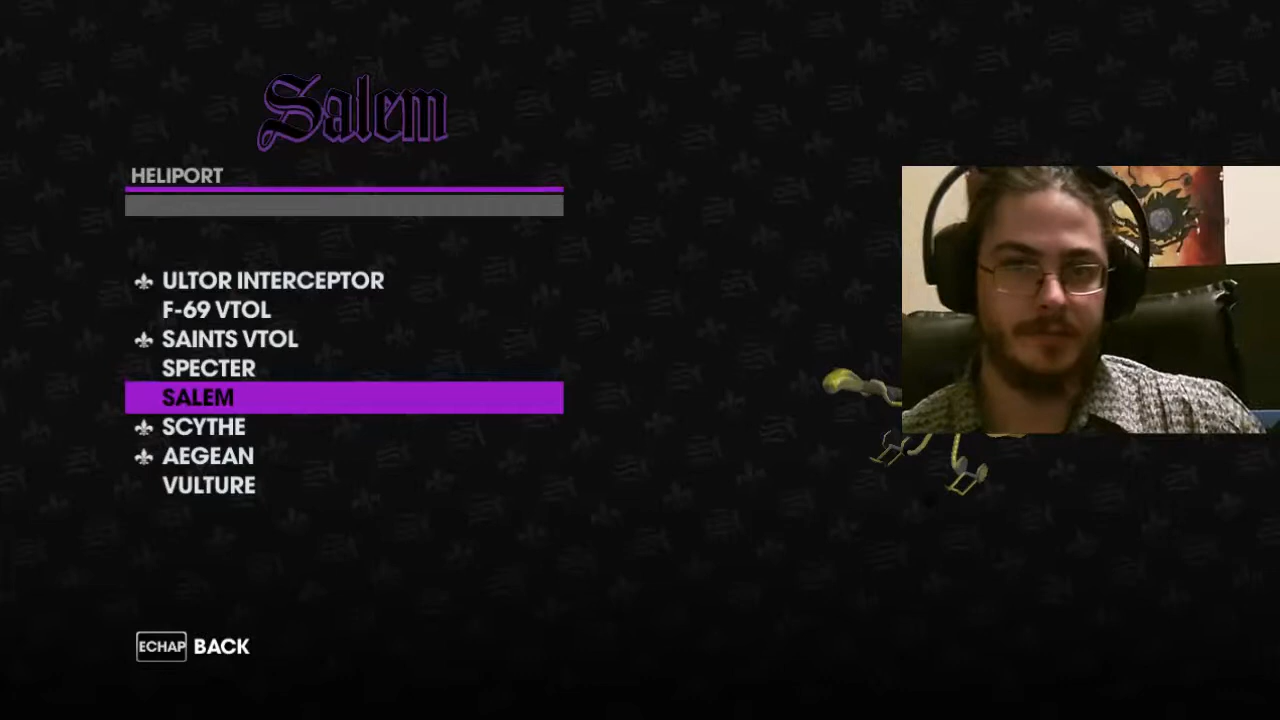 Salem
HELIPORT
ULTOR INTERCEPTOR
F-69 VTOL
SAINTS VTOL
SPECTER
SALEM
SCYTHE
AEGEAN
VULTURE
ECHAP BACK